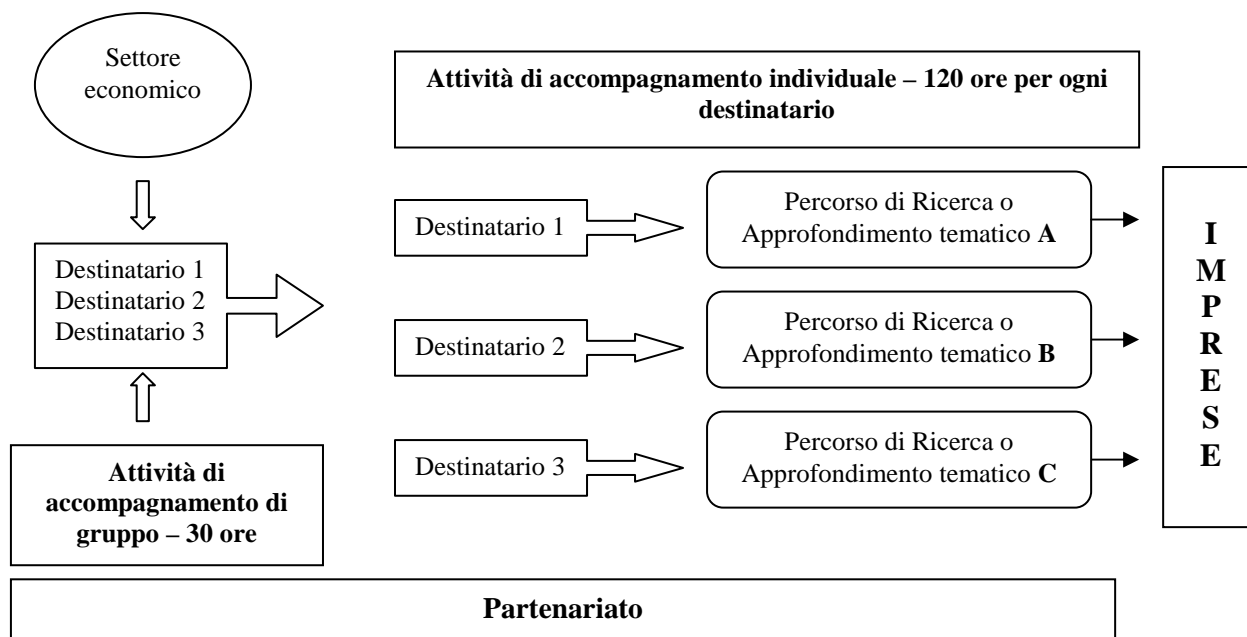 Settore
economico
Attività di accompagnamento individuale – 120 ore per ogni
destinatario
Destinatario 1
Destinatario 2
Destinatario 3
Attività di
accompagnamento di
gruppo – 30 ore
Destinatario 1
Percorso di Ricerca o
Approfondimento tematico A
Destinatario 2
Percorso di Ricerca o
Approfondimento tematico B
Destinatario 3
Percorso di Ricerca o
Approfondimento tematico C
I
M
P
R
E
S
E
Partenariato